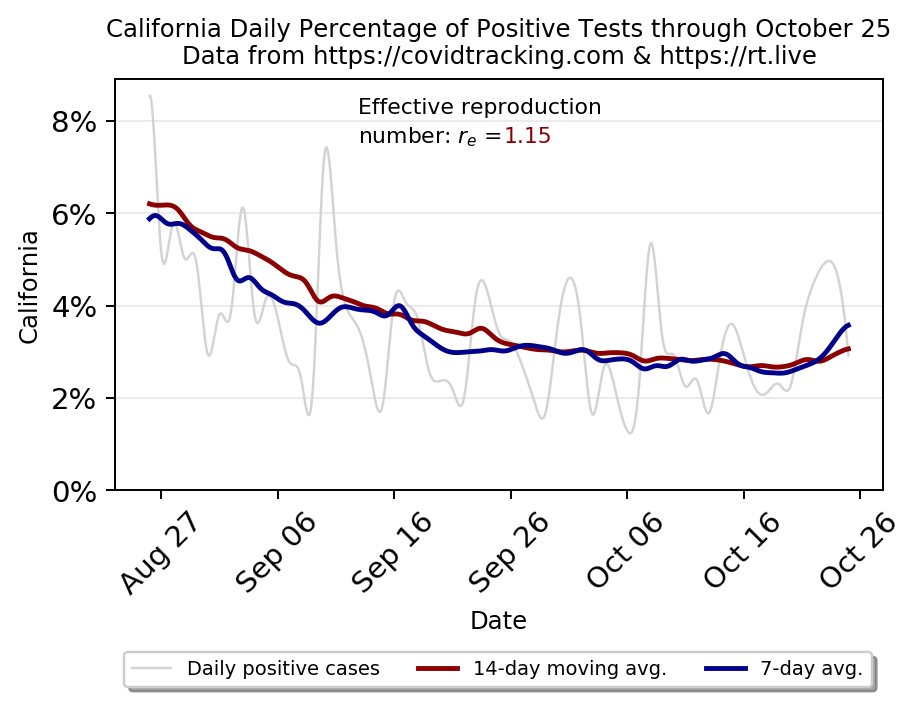 California Daily Percentage of Positive Tests through October 25
Data from https://covidtracking.com & https://rt.live
Effective reproduction
number: rₑ =1.15
8%
6%
4%
2%
0%
California
Aug 27
Sep 06
Sep 16
Sep 26
Oct 06
Oct 16
Oct 26
Date
Daily positive cases
14-day moving avg.
7-day avg.